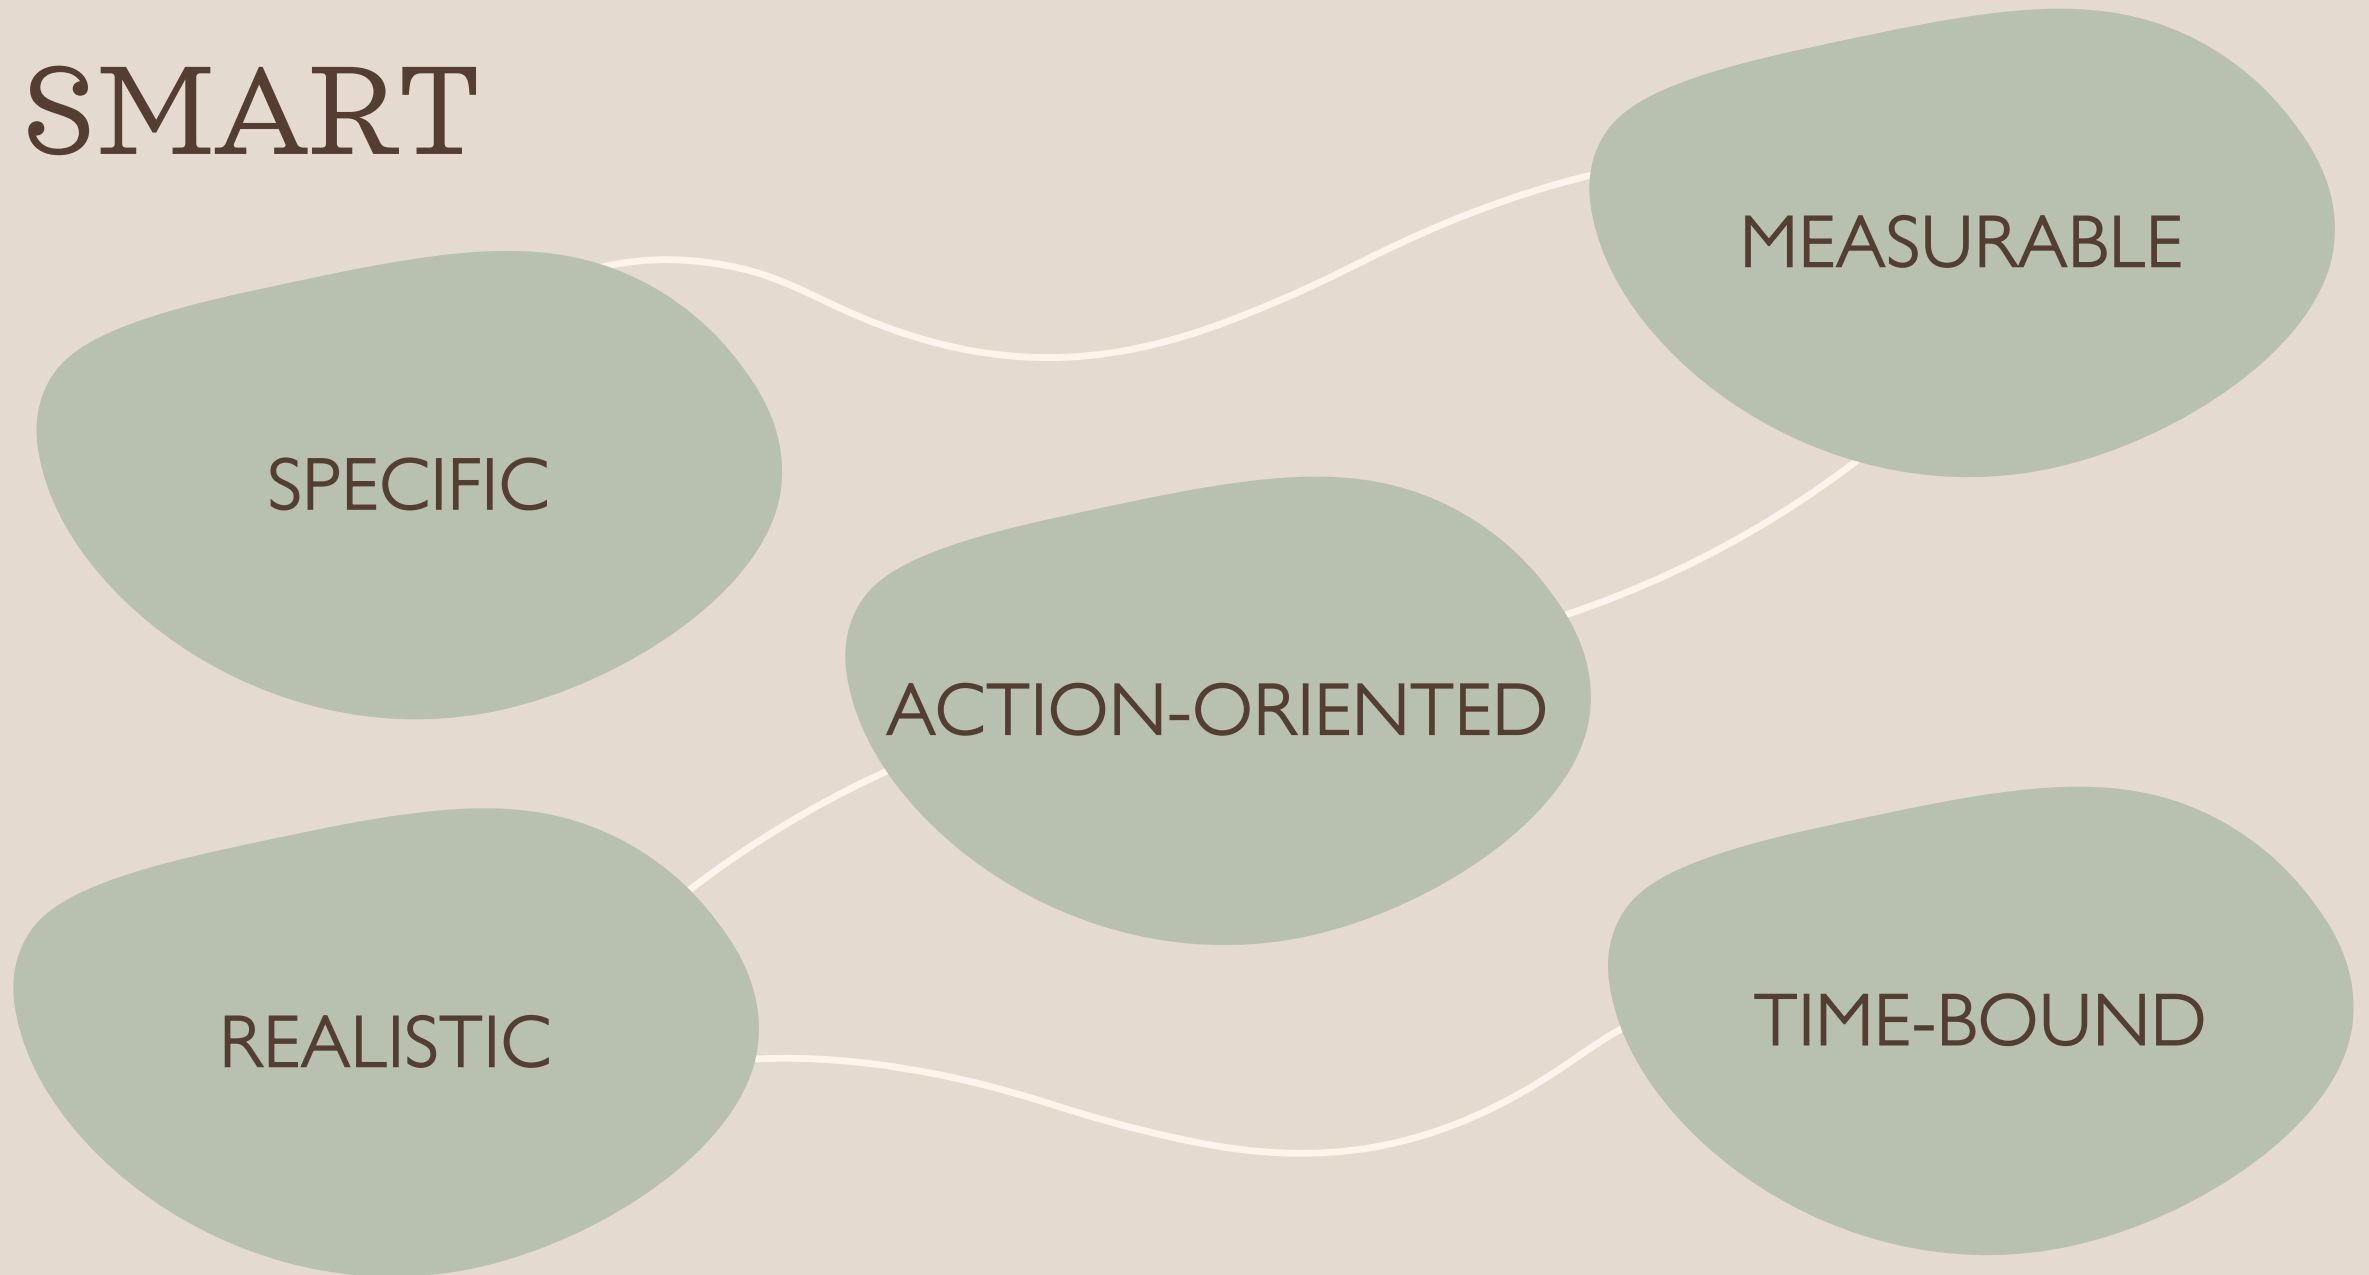 SMART
SPECIFIC
MEASURABLE
ACTION-ORIENTED
REALISTIC
TIME-BOUND